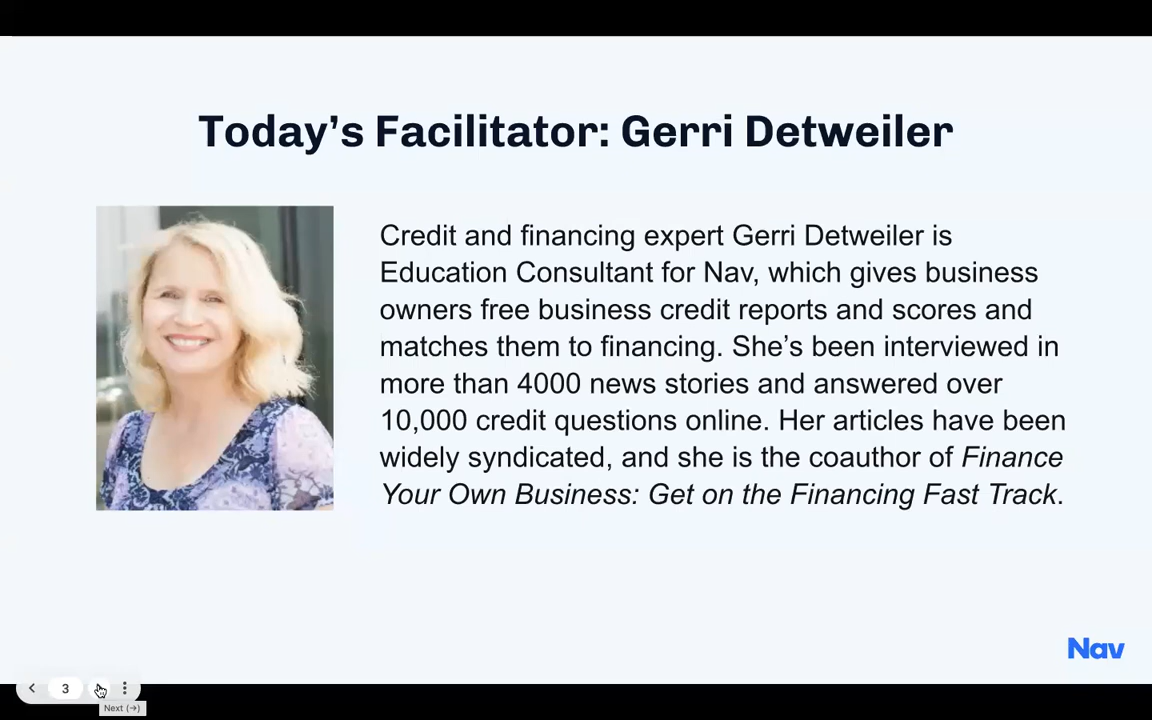 Today’s Facilitator: Gerri Detweiler
Credit and financing expert Gerri Detweiler is
Education Consultant for Nav, which gives business
owners free business credit reports and scores and
matches them to financing. She’s been interviewed in
more than 4000 news stories and answered over
10,000 credit questions online. Her articles have been
widely syndicated, and she is the coauthor of Finance
Your Own Business: Get on the Financing Fast Track.
Nav
3
Next (→)